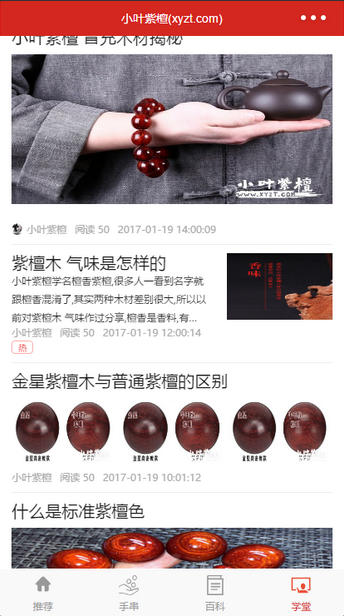 小叶紫檀(xyzt.com)
小叶紫檀 冒充木材揭秘
小叶紫檀
WWW.XYZT.COM
小叶紫檀 阅读 50 2017-01-19 14:00:09
紫檀木 气味是怎样的
小叶紫檀学名檀香紫檀,很多人一看到名字就
跟檀香混淆了,其实两种木材差别很大,所以以
前对紫檀木 气味作过分享,檀香是香料,有...
小叶紫檀 阅读 50 2017-01-19 12:00:14
热
香味
金星紫檀木与普通紫檀的区别
小叶紫檀 阅读 50 2017-01-19 10:01:12
什么是标准紫檀色
推荐
手串
百科
学堂